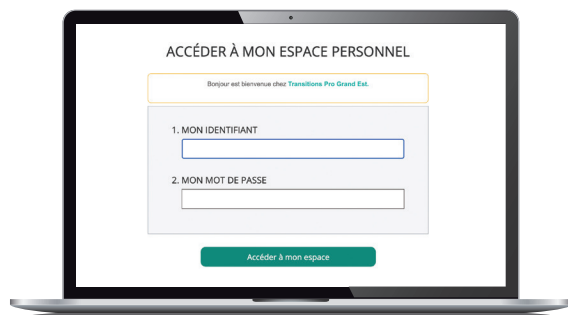 ACCÉDER À MON ESPACE PERSONNEL
Bonjour est bienvenue chez Transitions Pro Grand Est.
1. MON IDENTIFIANT
2. MON MOT DE PASSE
Accéder à mon espace